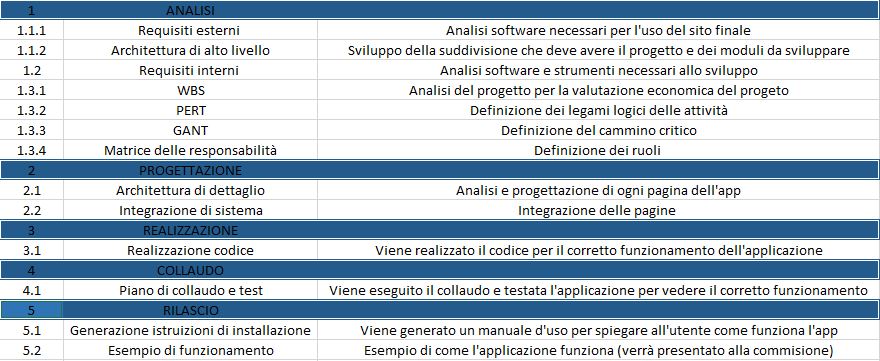 1 ANALISI
1.1.1 Requisiti esterni Analisi software necessari per l'uso del sito finale
1.1.2 Architettura di alto livello Sviluppo della suddivisione che deve avere il progetto e dei moduli da sviluppare
1.2 Requisiti interni Analisi software e strumenti necessari allo sviluppo
1.3.1 WBS Analisi del progetto per la valutazione economica del progeto
1.3.2 PERT Definizione dei legami logici delle attività
1.3.3 GANT Definizione del cammino critico
1.3.4 Matrice delle responsabilità Definizione dei ruoli
2 PROGETTAZIONE
2.1 Architettura di dettaglio Analisi e progettazione di ogni pagina dell'app
2.2 Integrazione di sistema Integrazione delle pagine
3 REALIZZAZIONE
3.1 Realizzazione codice Viene realizzato il codice per il corretto funzionamento dell'applicazione
4 COLLAUDO
4.1 Piano di collaudo e test Viene eseguito il collaudo e testata l'applicazione per vedere il corretto funzionamento
5 RILASCIO
5.1 Generazione istruizioni di installazione Viene generato un manuale d'uso per spiegare all'utente come funziona l'app
5.2 Esempio di funzionamento Esempio di come l'applicazione funziona (verrà presentato alla commisione)